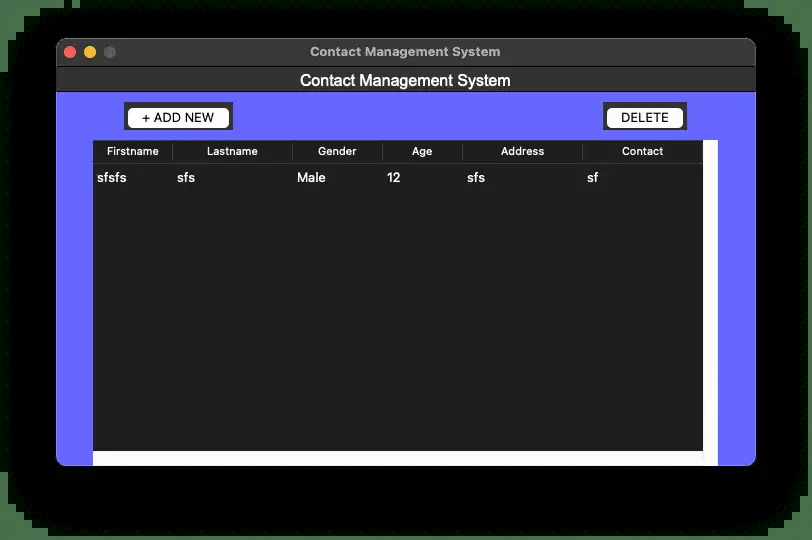 Contact Management System
Contact Management System
+ ADD NEW DELETE
Firstname Lastname Gender Age Address Contact
sfsfs sfs Male 12 sfs sf